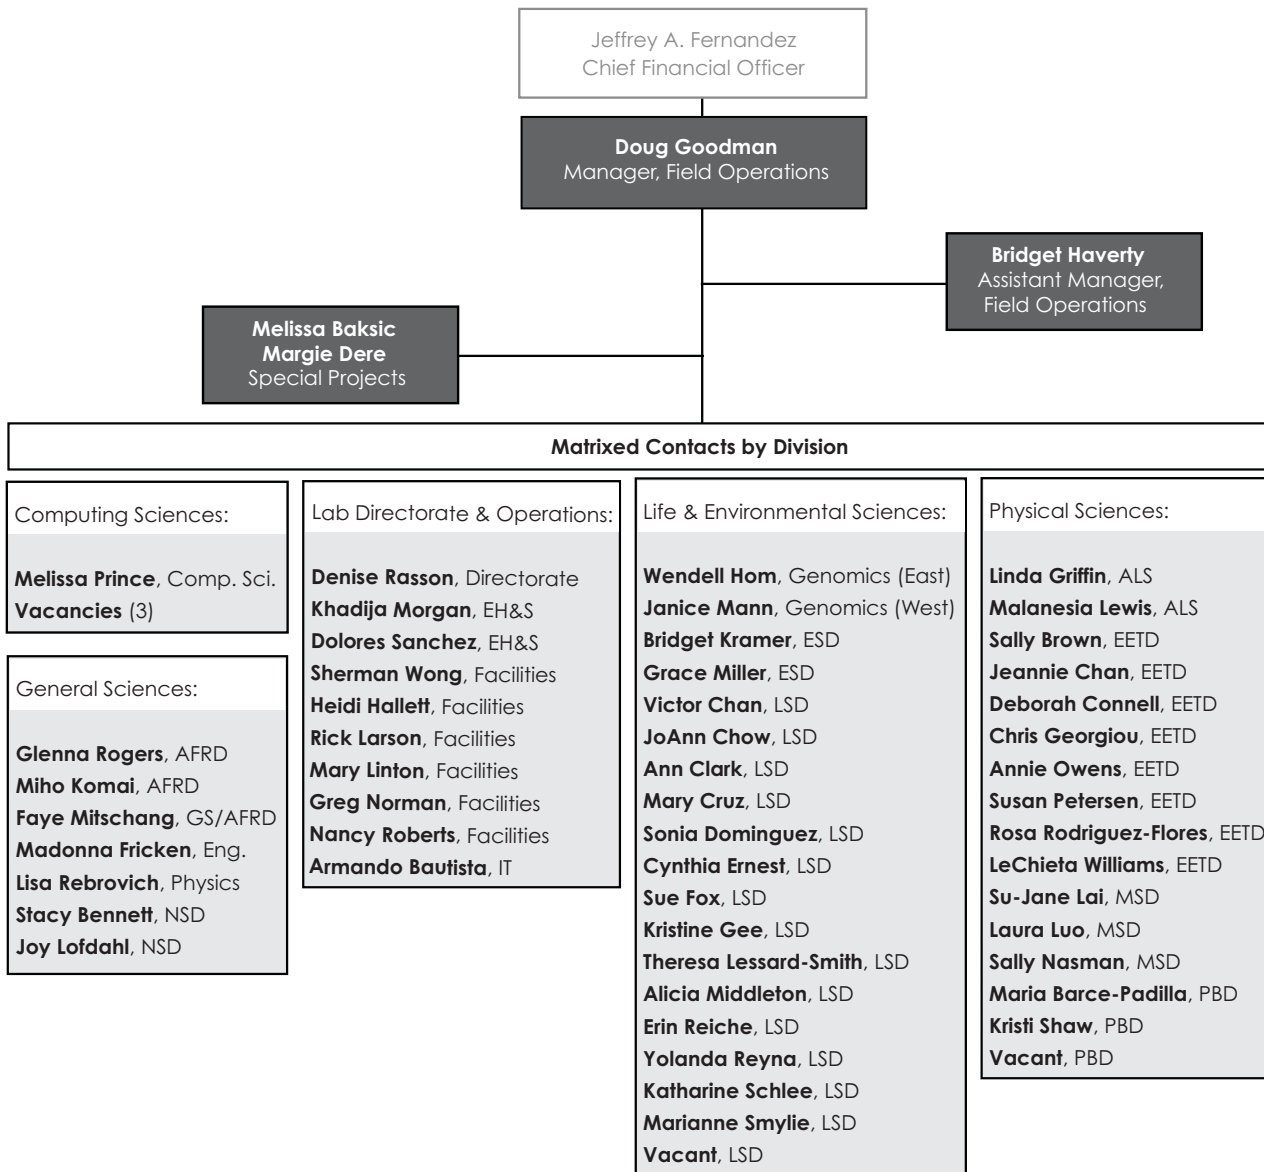 Jeffrey A. Fernandez
Chief Financial Officer
Doug Goodman
Manager, Field Operations
Bridget Haverty
Assistant Manager,
Field Operations
Melissa Baksic
Margie Dere
Special Projects
Matrixed Contacts by Division
Computing Sciences:
Melissa Prince, Comp. Sci.
Vacancies (3)
General Sciences:
Glenna Rogers, AFRD
Miho Komai, AFRD
Faye Mitschang, GS/AFRD
Madonna Fricken, Eng.
Lisa Rebrovich, Physics
Stacy Bennett, NSD
Joy Lofdahl, NSD
Lab Directorate & Operations:
Denise Rasson, Directorate
Khadija Morgan, EH&S
Dolores Sanchez, EH&S
Sherman Wong, Facilities
Heidi Hallett, Facilities
Rick Larson, Facilities
Mary Linton, Facilities
Greg Norman, Facilities
Nancy Roberts, Facilities
Armando Bautista, IT
Life & Environmental Sciences:
Wendell Hom, Genomics (East)
Janice Mann, Genomics (West)
Bridget Kramer, ESD
Grace Miller, ESD
Victor Chan, LSD
JoAnn Chow, LSD
Ann Clark, LSD
Mary Cruz, LSD
Sonia Dominguez, LSD
Cynthia Ernest, LSD
Sue Fox, LSD
Kristine Gee, LSD
Theresa Lessard-Smith, LSD
Alicia Middleton, LSD
Erin Reiche, LSD
Yolanda Reyna, LSD
Katharine Schlee, LSD
Marianne Smylie, LSD
Vacant, LSD
Physical Sciences:
Linda Griffin, ALS
Malanesia Lewis, ALS
Sally Brown, EETD
Jeannie Chan, EETD
Deborah Connell, EETD
Chris Georgiou, EETD
Annie Owens, EETD
Susan Petersen, EETD
Rosa Rodriguez-Flores, EETD
LeChieta Williams, EETD
Su-Jane Lai, MSD
Laura Luo, MSD
Sally Nasman, MSD
Maria Barce-Padilla, PBD
Kristi Shaw, PBD
Vacant, PBD